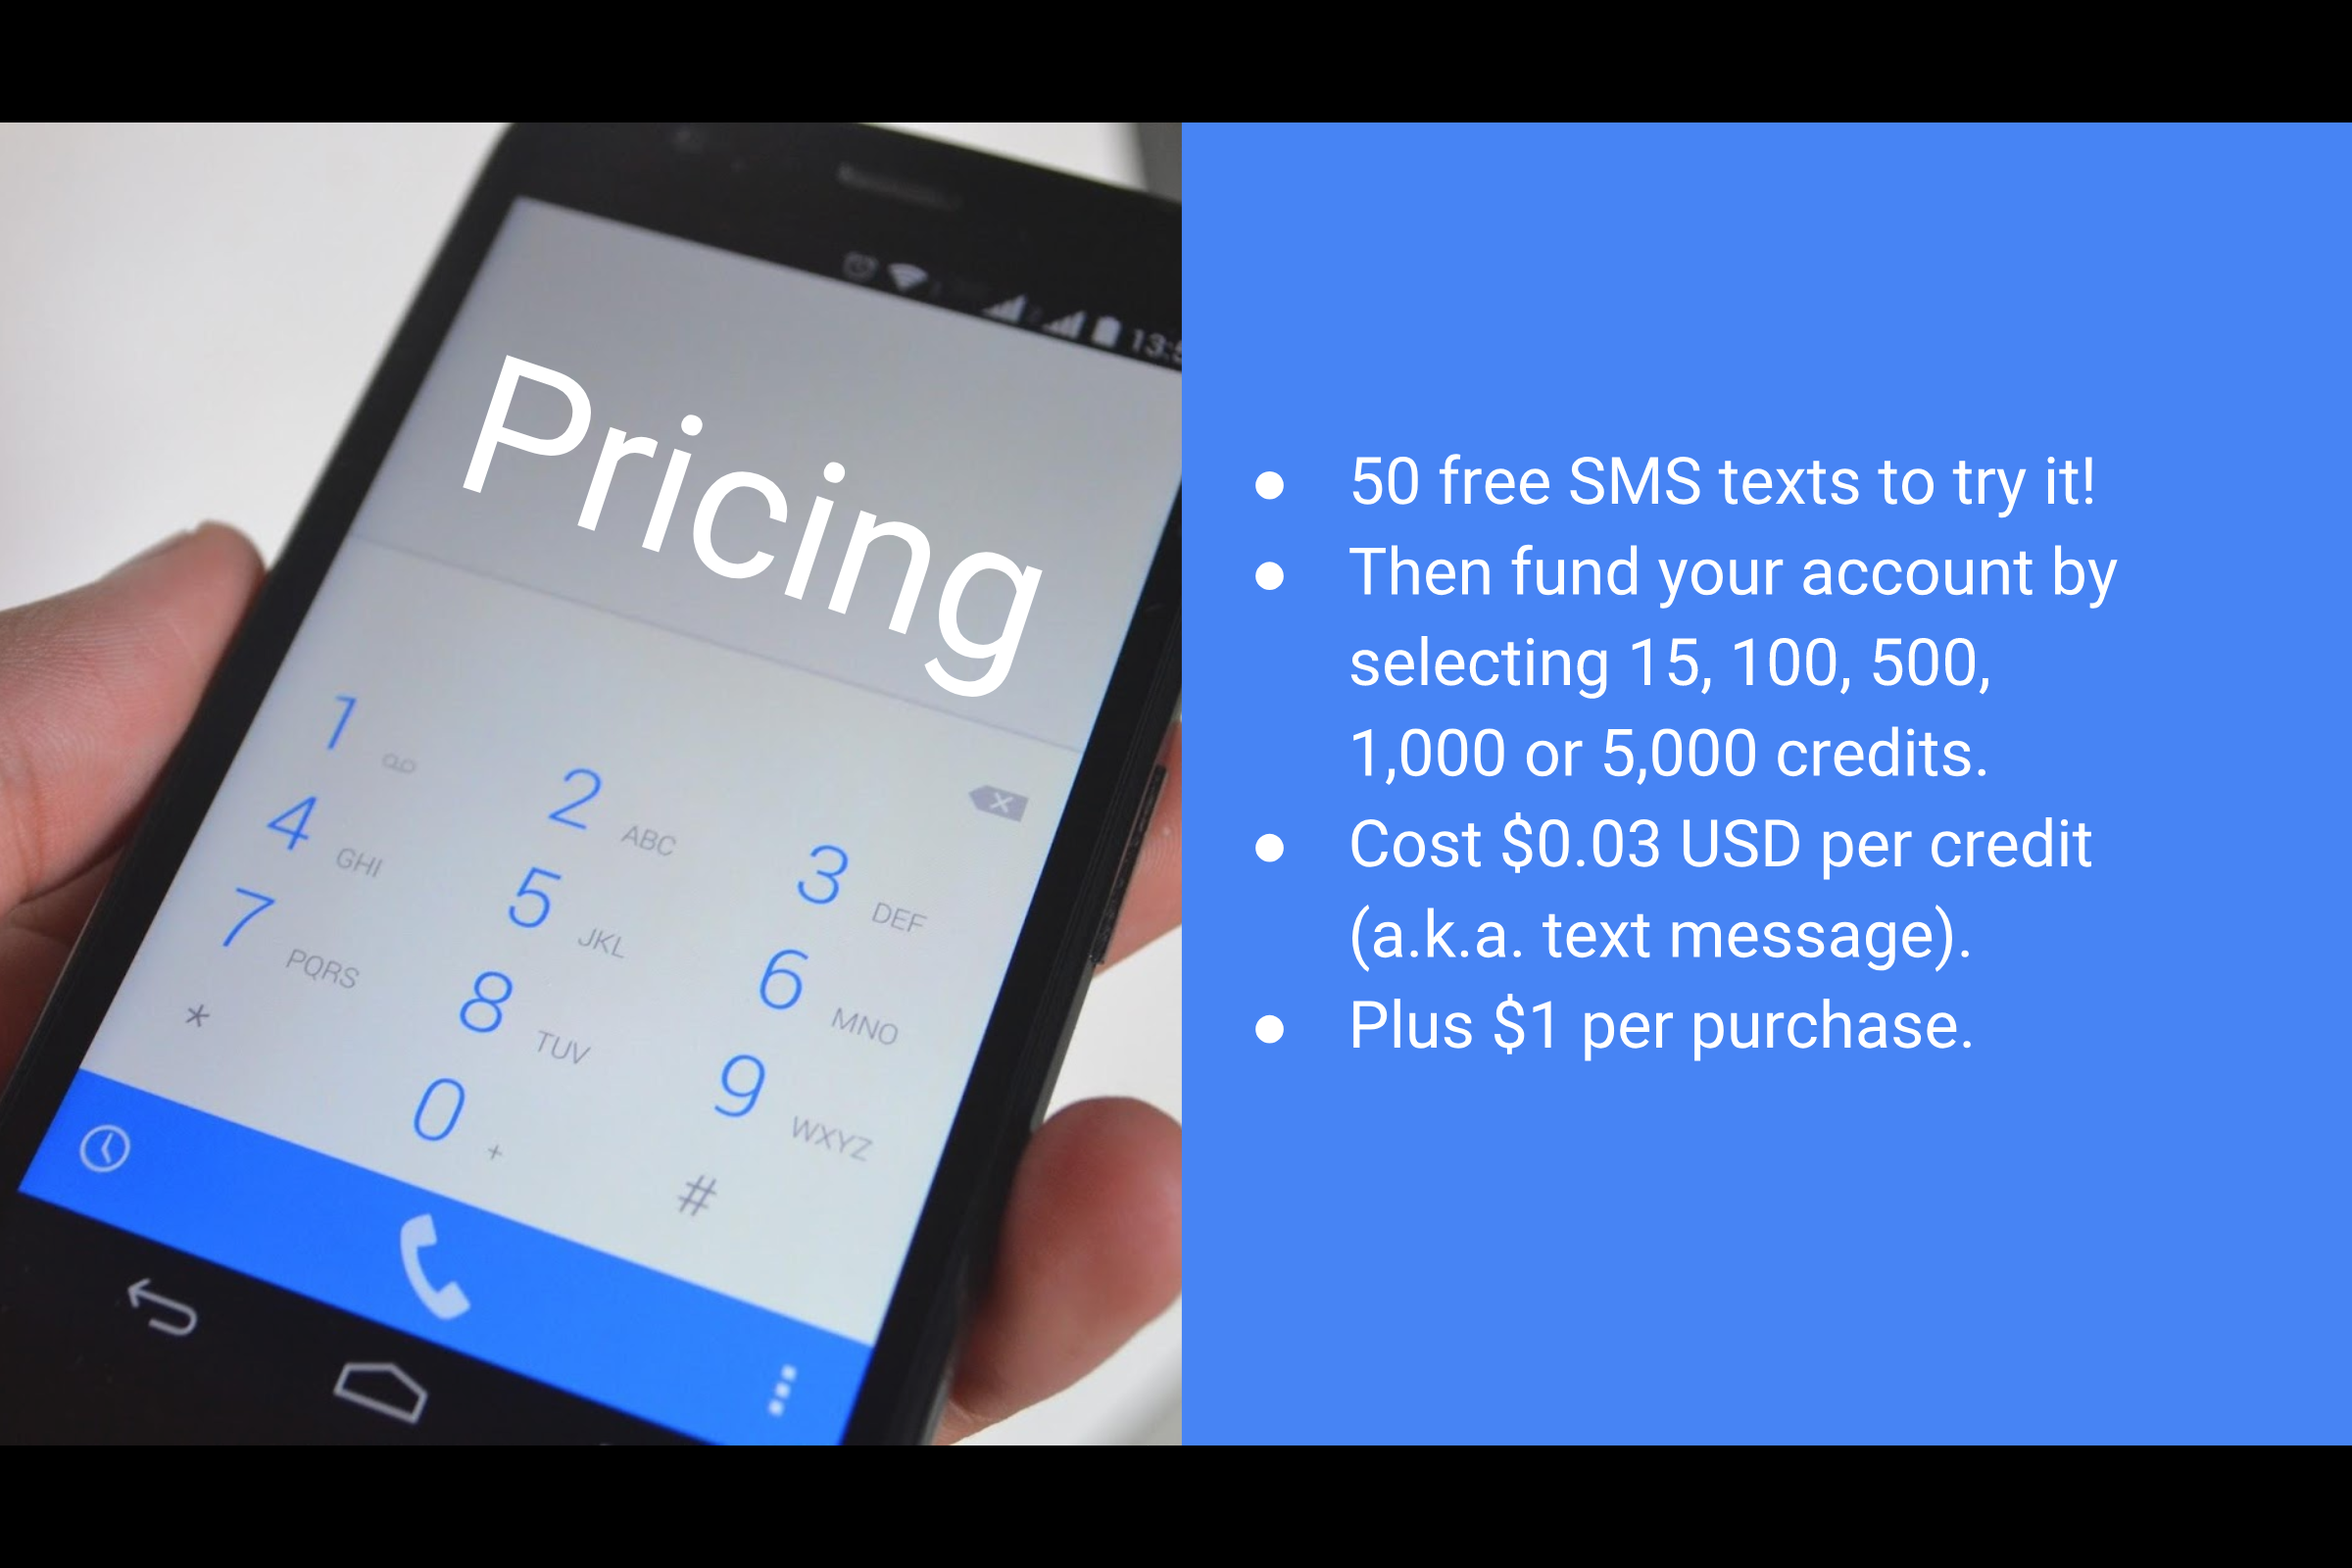 13:5
Pricing
1
2 ABC
3 DEF
4 GHI
5 JKL
6 MNO
7 PQRS
8 TUV
9 WXYZ
*
0 +
#
● 50 free SMS texts to try it!
● Then fund your account by
selecting 15, 100, 500,
1,000 or 5,000 credits.
● Cost $0.03 USD per credit
(a.k.a. text message).
● Plus $1 per purchase.